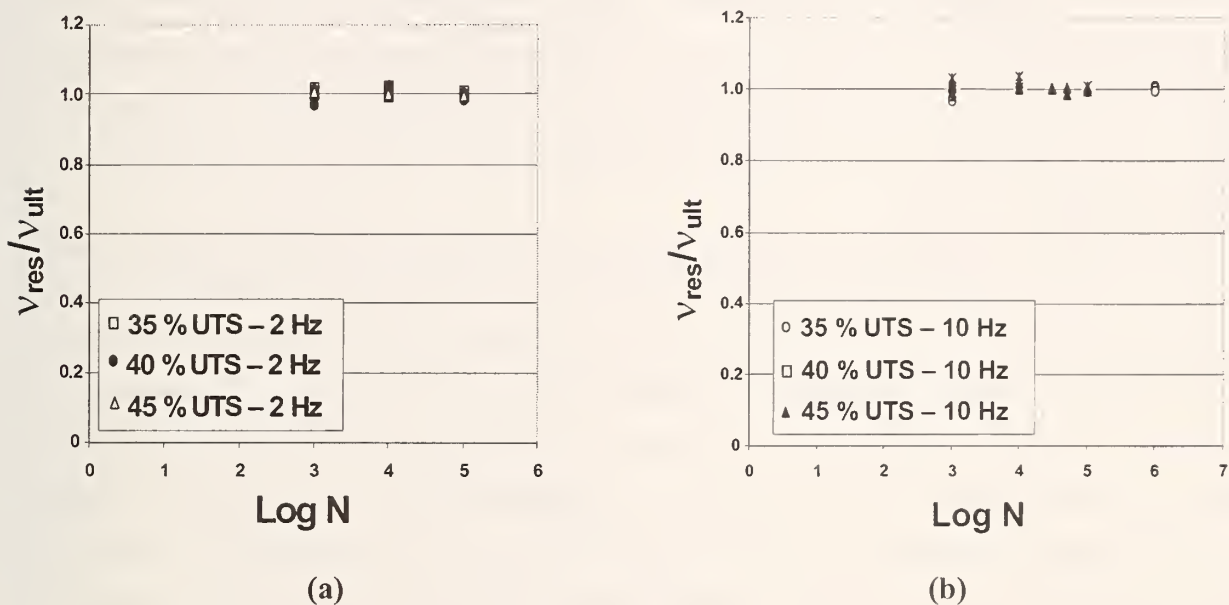 1.2
1.0
0.8
0.6
0.4
0.2
0
νres/νult
35 % UTS – 2 Hz
40 % UTS – 2 Hz
45 % UTS – 2 Hz
0 1 2 3 4 5 6
Log N
(a)
1.2
1.0
0.8
0.6
0.4
0.2
0
νres/νult
35 % UTS – 10 Hz
40 % UTS – 10 Hz
45 % UTS – 10 Hz
0 1 2 3 4 5 6 7
Log N
(b)